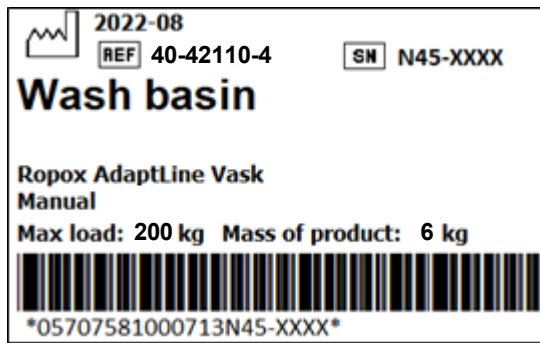 2022-08
REF 40-42110-4 SN N45-XXXX
Wash basin
Ropox AdaptLine Vask
Manual
Max load: 200 kg Mass of product: 6 kg
*05707581000713N45-XXXX*